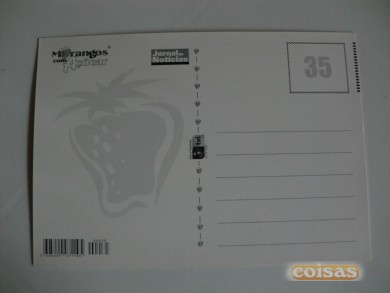 Morangos
com Açúcar
Jornal de
Notícias
35
coisas